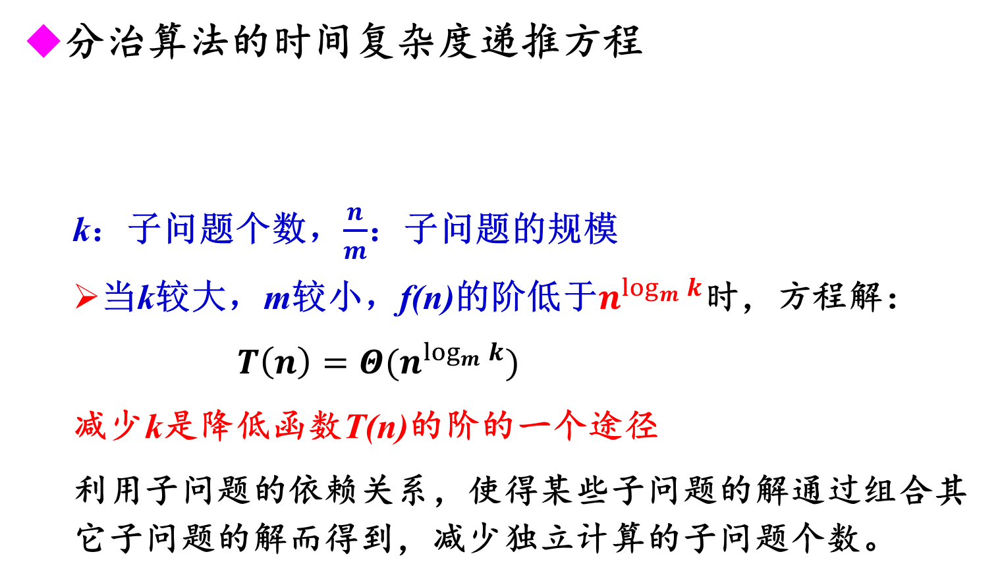 ◆分治算法的时间复杂度递推方程
k：子问题个数，n/m：子问题的规模
➢当k较大，m较小，f(n)的阶低于n^{log_m k}时，方程解：
T(n) = Θ(n^{log_m k})
减少k是降低函数T(n)的阶的一个途径
利用子问题的依赖关系，使得某些子问题的解通过组合其
它子问题的解而得到，减少独立计算的子问题个数。